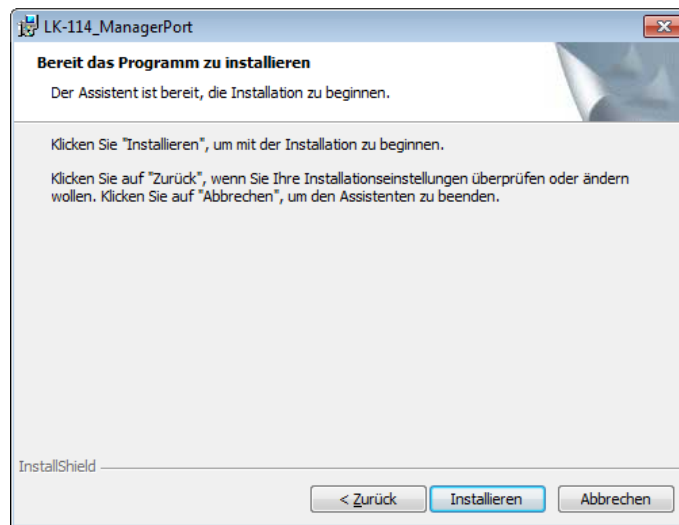 LK-114_ManagerPort
Bereit das Programm zu installieren
Der Assistent ist bereit, die Installation zu beginnen.
Klicken Sie "Installieren", um mit der Installation zu beginnen.
Klicken Sie auf "Zurück", wenn Sie Ihre Installationseinstellungen überprüfen oder ändern
wollen. Klicken Sie auf "Abbrechen", um den Assistenten zu beenden.
InstallShield
< Zurück Installieren Abbrechen